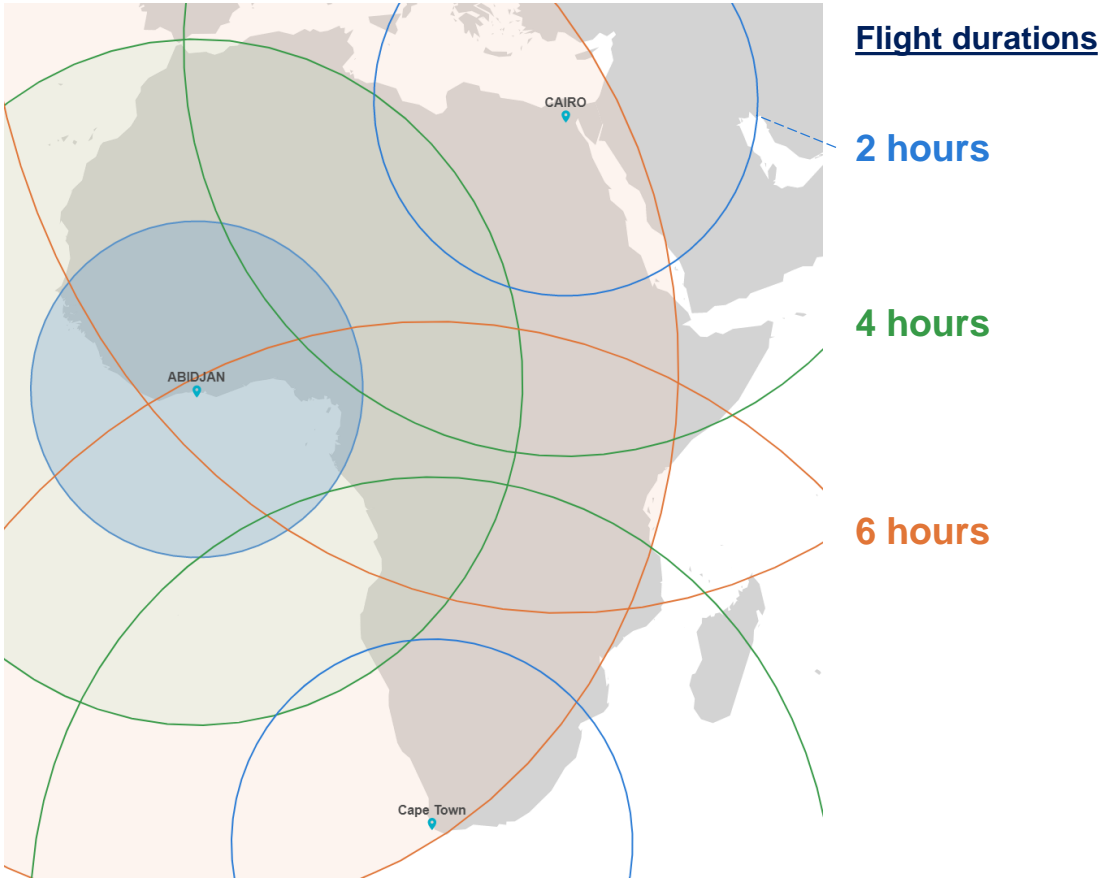 Flight durations
CAIRO
2 hours
4 hours
ABIDJAN
6 hours
Cape Town